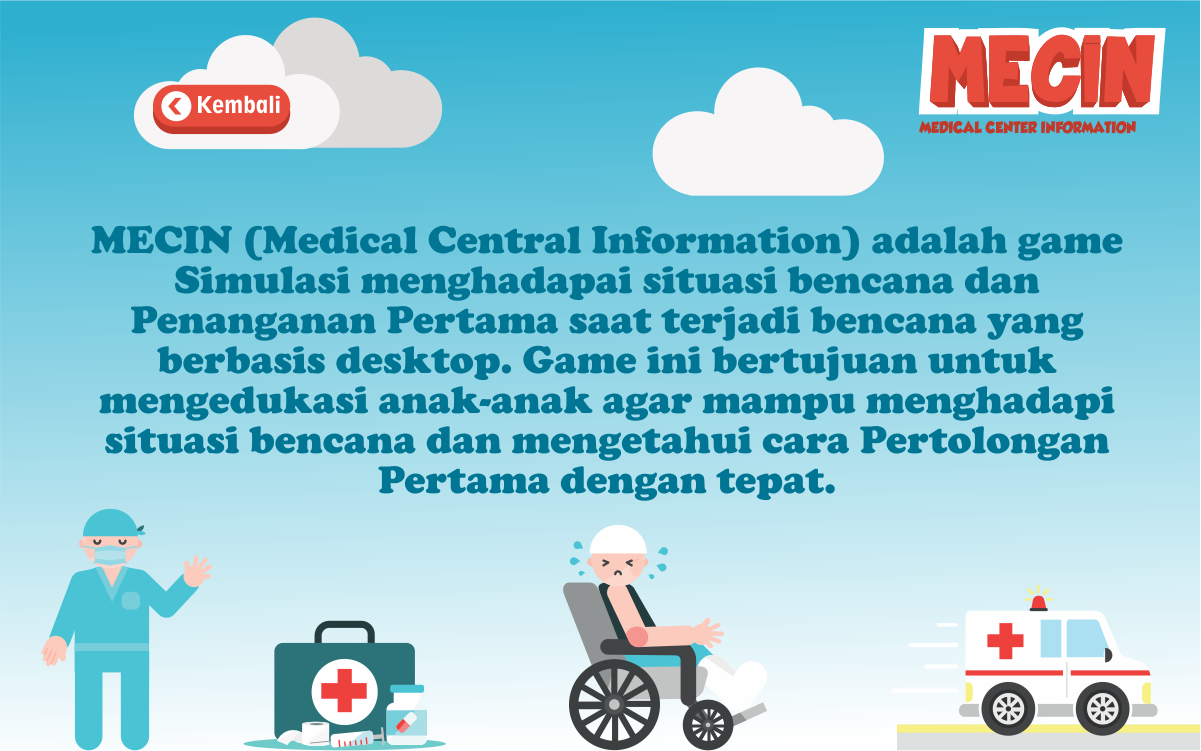 Kembali
MECIN
MEDICAL CENTER INFORMATION
MECIN (Medical Central Information) adalah game
Simulasi menghadapai situasi bencana dan
Penanganan Pertama saat terjadi bencana yang
berbasis desktop. Game ini bertujuan untuk
mengedukasi anak-anak agar mampu menghadapi
situasi bencana dan mengetahui cara Pertolongan
Pertama dengan tepat.